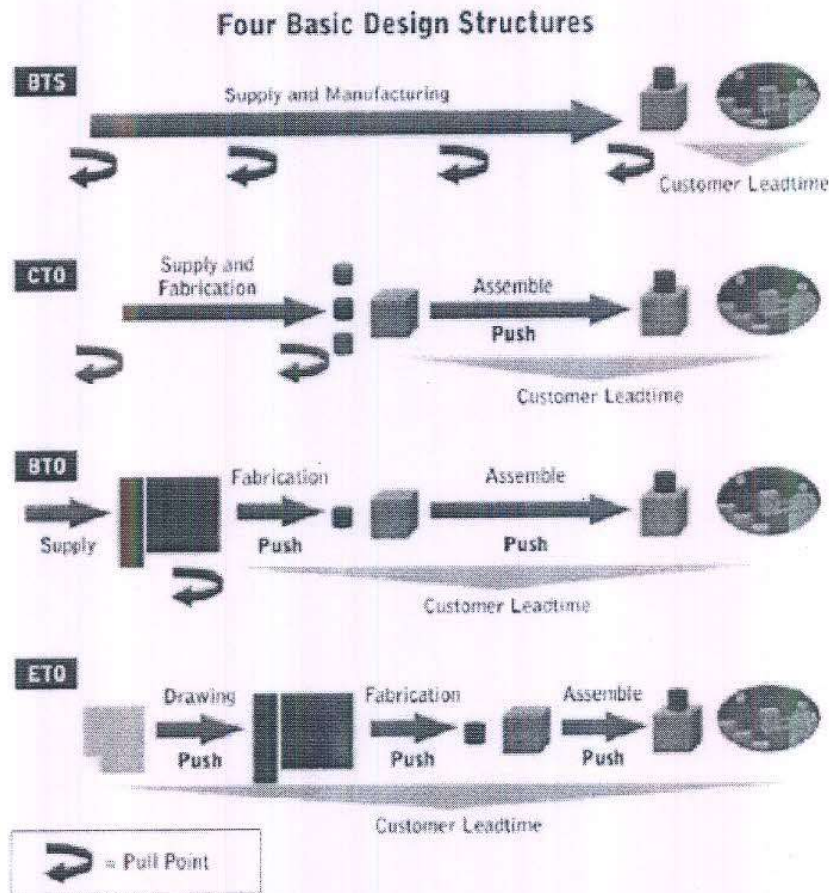 Four Basic Design Structures
BTS
Supply and Manufacturing
Customer Leadtime
CTO
Supply and
Fabrication
Assemble
Push
Customer Leadtime
BTO
Supply
Fabrication
Push
Assemble
Push
Customer Leadtime
ETO
Drawing
Push
Fabrication
Push
Assemble
Push
Customer Leadtime
= Pull Point